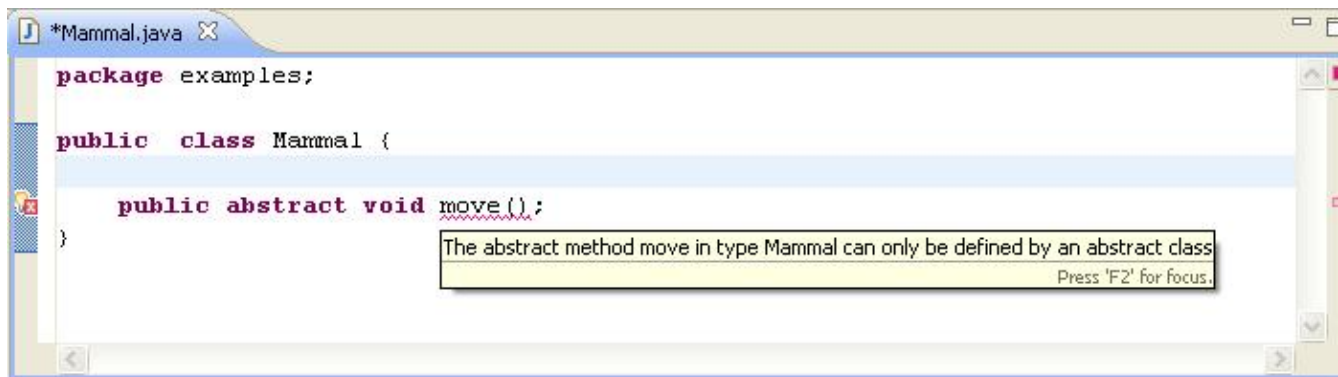 *Mammal.java
package examples;
public  class Mammal {
public abstract void move();
}
The abstract method move in type Mammal can only be defined by an abstract class
Press 'F2' for focus.